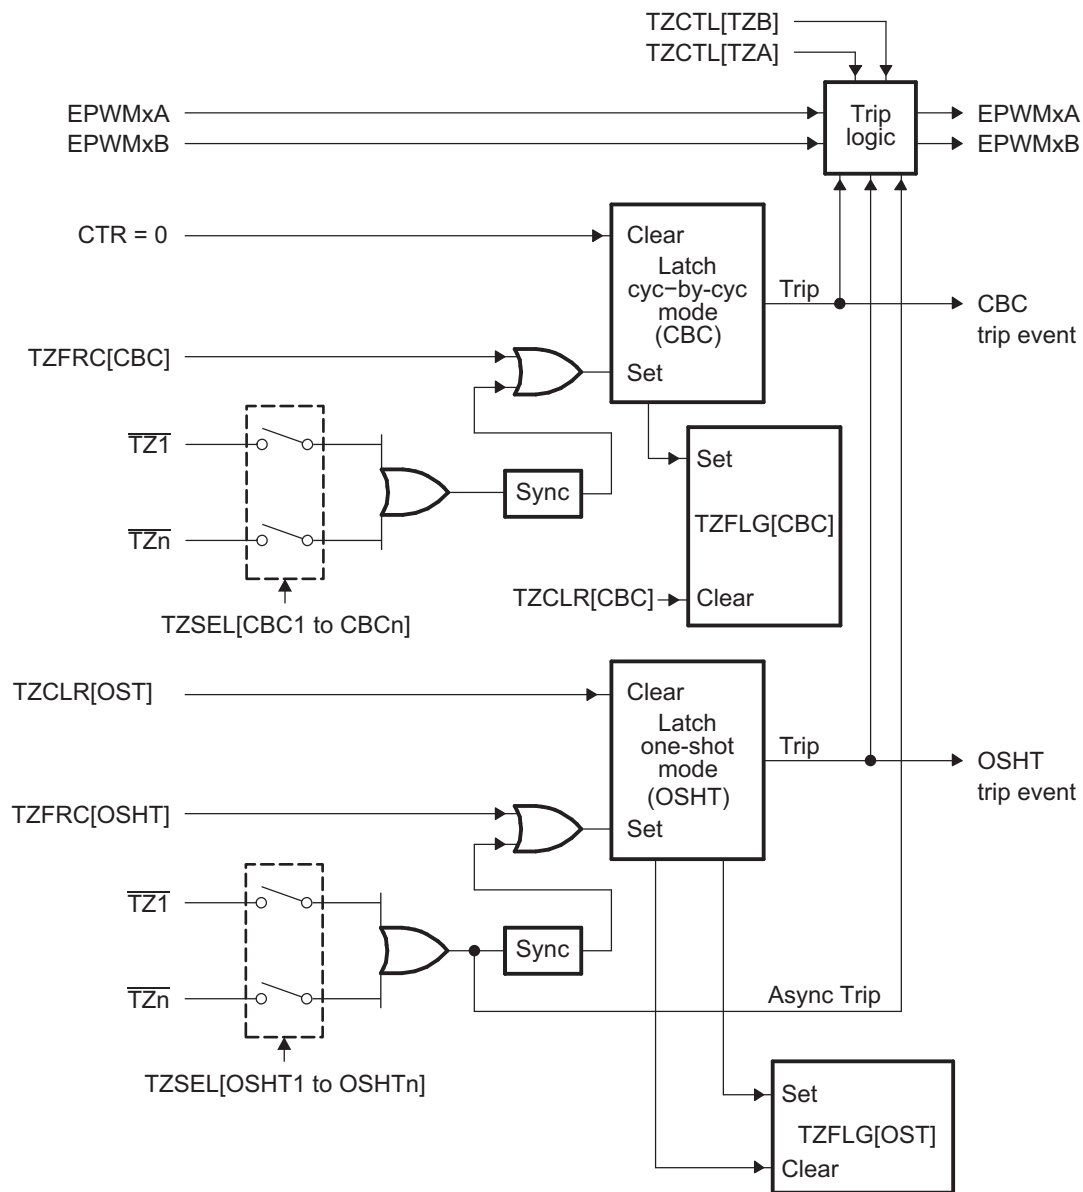 TZCTL[TZB]
TZCTL[TZA]
EPWMxA
EPWMxB
Trip
logic
EPWMxA
EPWMxB
CTR = 0
Clear
Latch
cyc−by-cyc
mode
(CBC)
Set
Trip
CBC
trip event
TZFRC[CBC]
TZ1
TZn
Sync
TZSEL[CBC1 to CBCn]
Set
TZFLG[CBC]
TZCLR[CBC]
Clear
TZCLR[OST]
Clear
Latch
one-shot
mode
(OSHT)
Set
Trip
OSHT
trip event
TZFRC[OSHT]
TZ1
TZn
Sync
Async Trip
TZSEL[OSHT1 to OSHTn]
Set
TZFLG[OST]
Clear